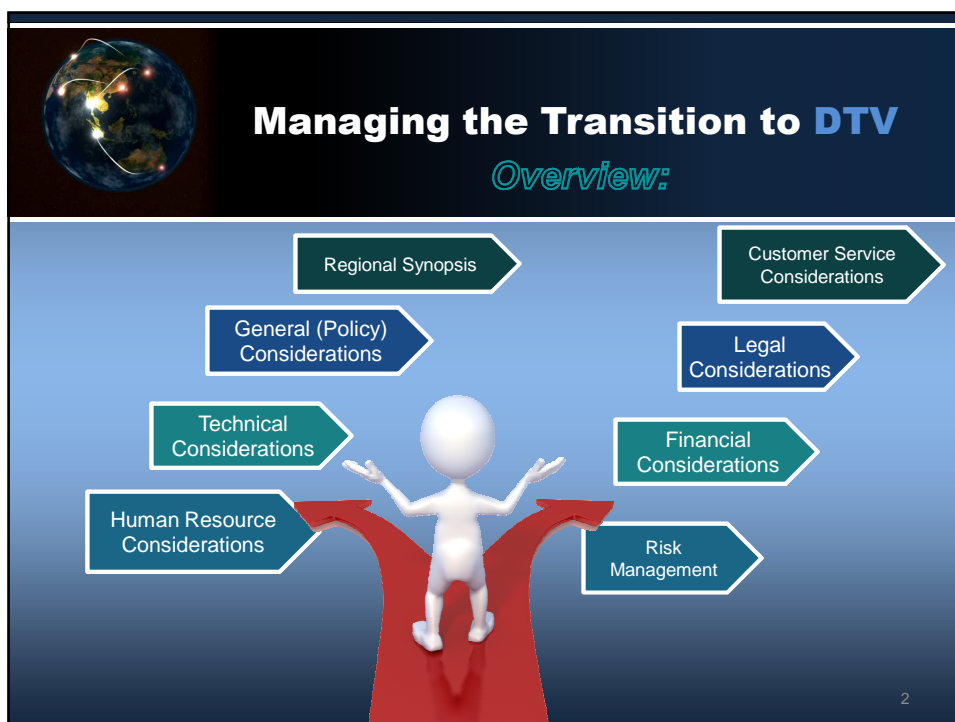 Managing the Transition to DTV
Overview:
Regional Synopsis
General (Policy)
Considerations
Technical
Considerations
Human Resource
Considerations
Customer Service
Considerations
Legal
Considerations
Financial
Considerations
Risk
Management
2